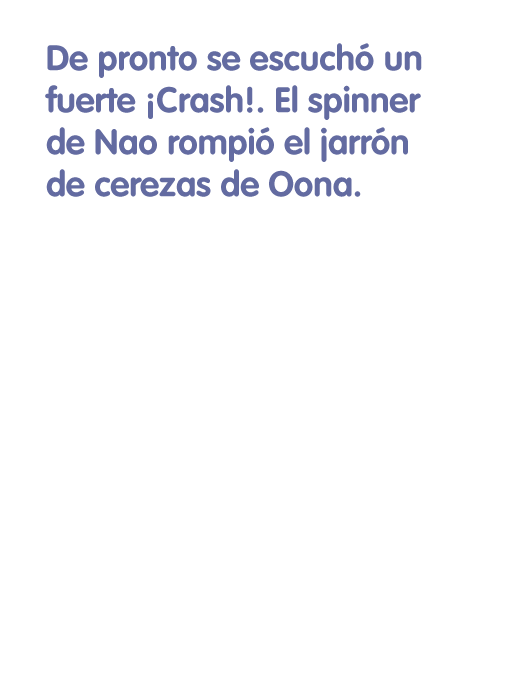 De pronto se escuchó un
fuerte ¡Crash!. El spinner
de Nao rompió el jarrón
de cerezas de Oona.